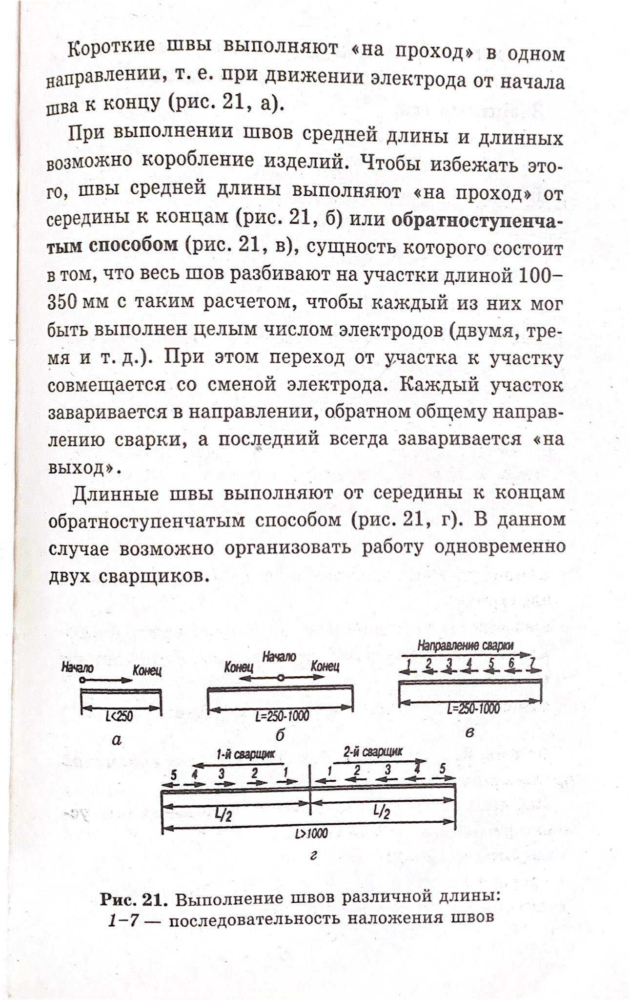 Короткие швы выполняют «на проход» в одном
направлении, т. е. при движении электрода от начала
шва к концу (рис. 21, а).
При выполнении швов средней длины и длинных
возможно коробление изделий. Чтобы избежать это-
го, швы средней длины выполняют «на проход» от
середины к концам (рис. 21, б) или обратноступенча-
тым способом (рис. 21, в), сущность которого состоит
в том, что весь шов разбивают на участки длиной 100–
350 мм с таким расчетом, чтобы каждый из них мог
быть выполнен целым числом электродов (двумя, тре-
мя и т. д.). При этом переход от участка к участку
совмещается со сменой электрода. Каждый участок
заваривается в направлении, обратном общему направ-
лению сварки, а последний всегда заваривается «на
выход».
Длинные швы выполняют от середины к концам
обратноступенчатым способом (рис. 21, г). В данном
случае возможно организовать работу одновременно
двух сварщиков.
Начало Конец
L<250
а
Конец Начало Конец
L=250-1000
б
Направление сварки
1 2 3 4 5 6 7
L=250-1000
в
1-й сварщик 2-й сварщик
5 4 3 2 1 1 2 3 4 5
L/2 L/2
L>1000
г
Рис. 21. Выполнение швов различной длины:
1–7 — последовательность наложения швов